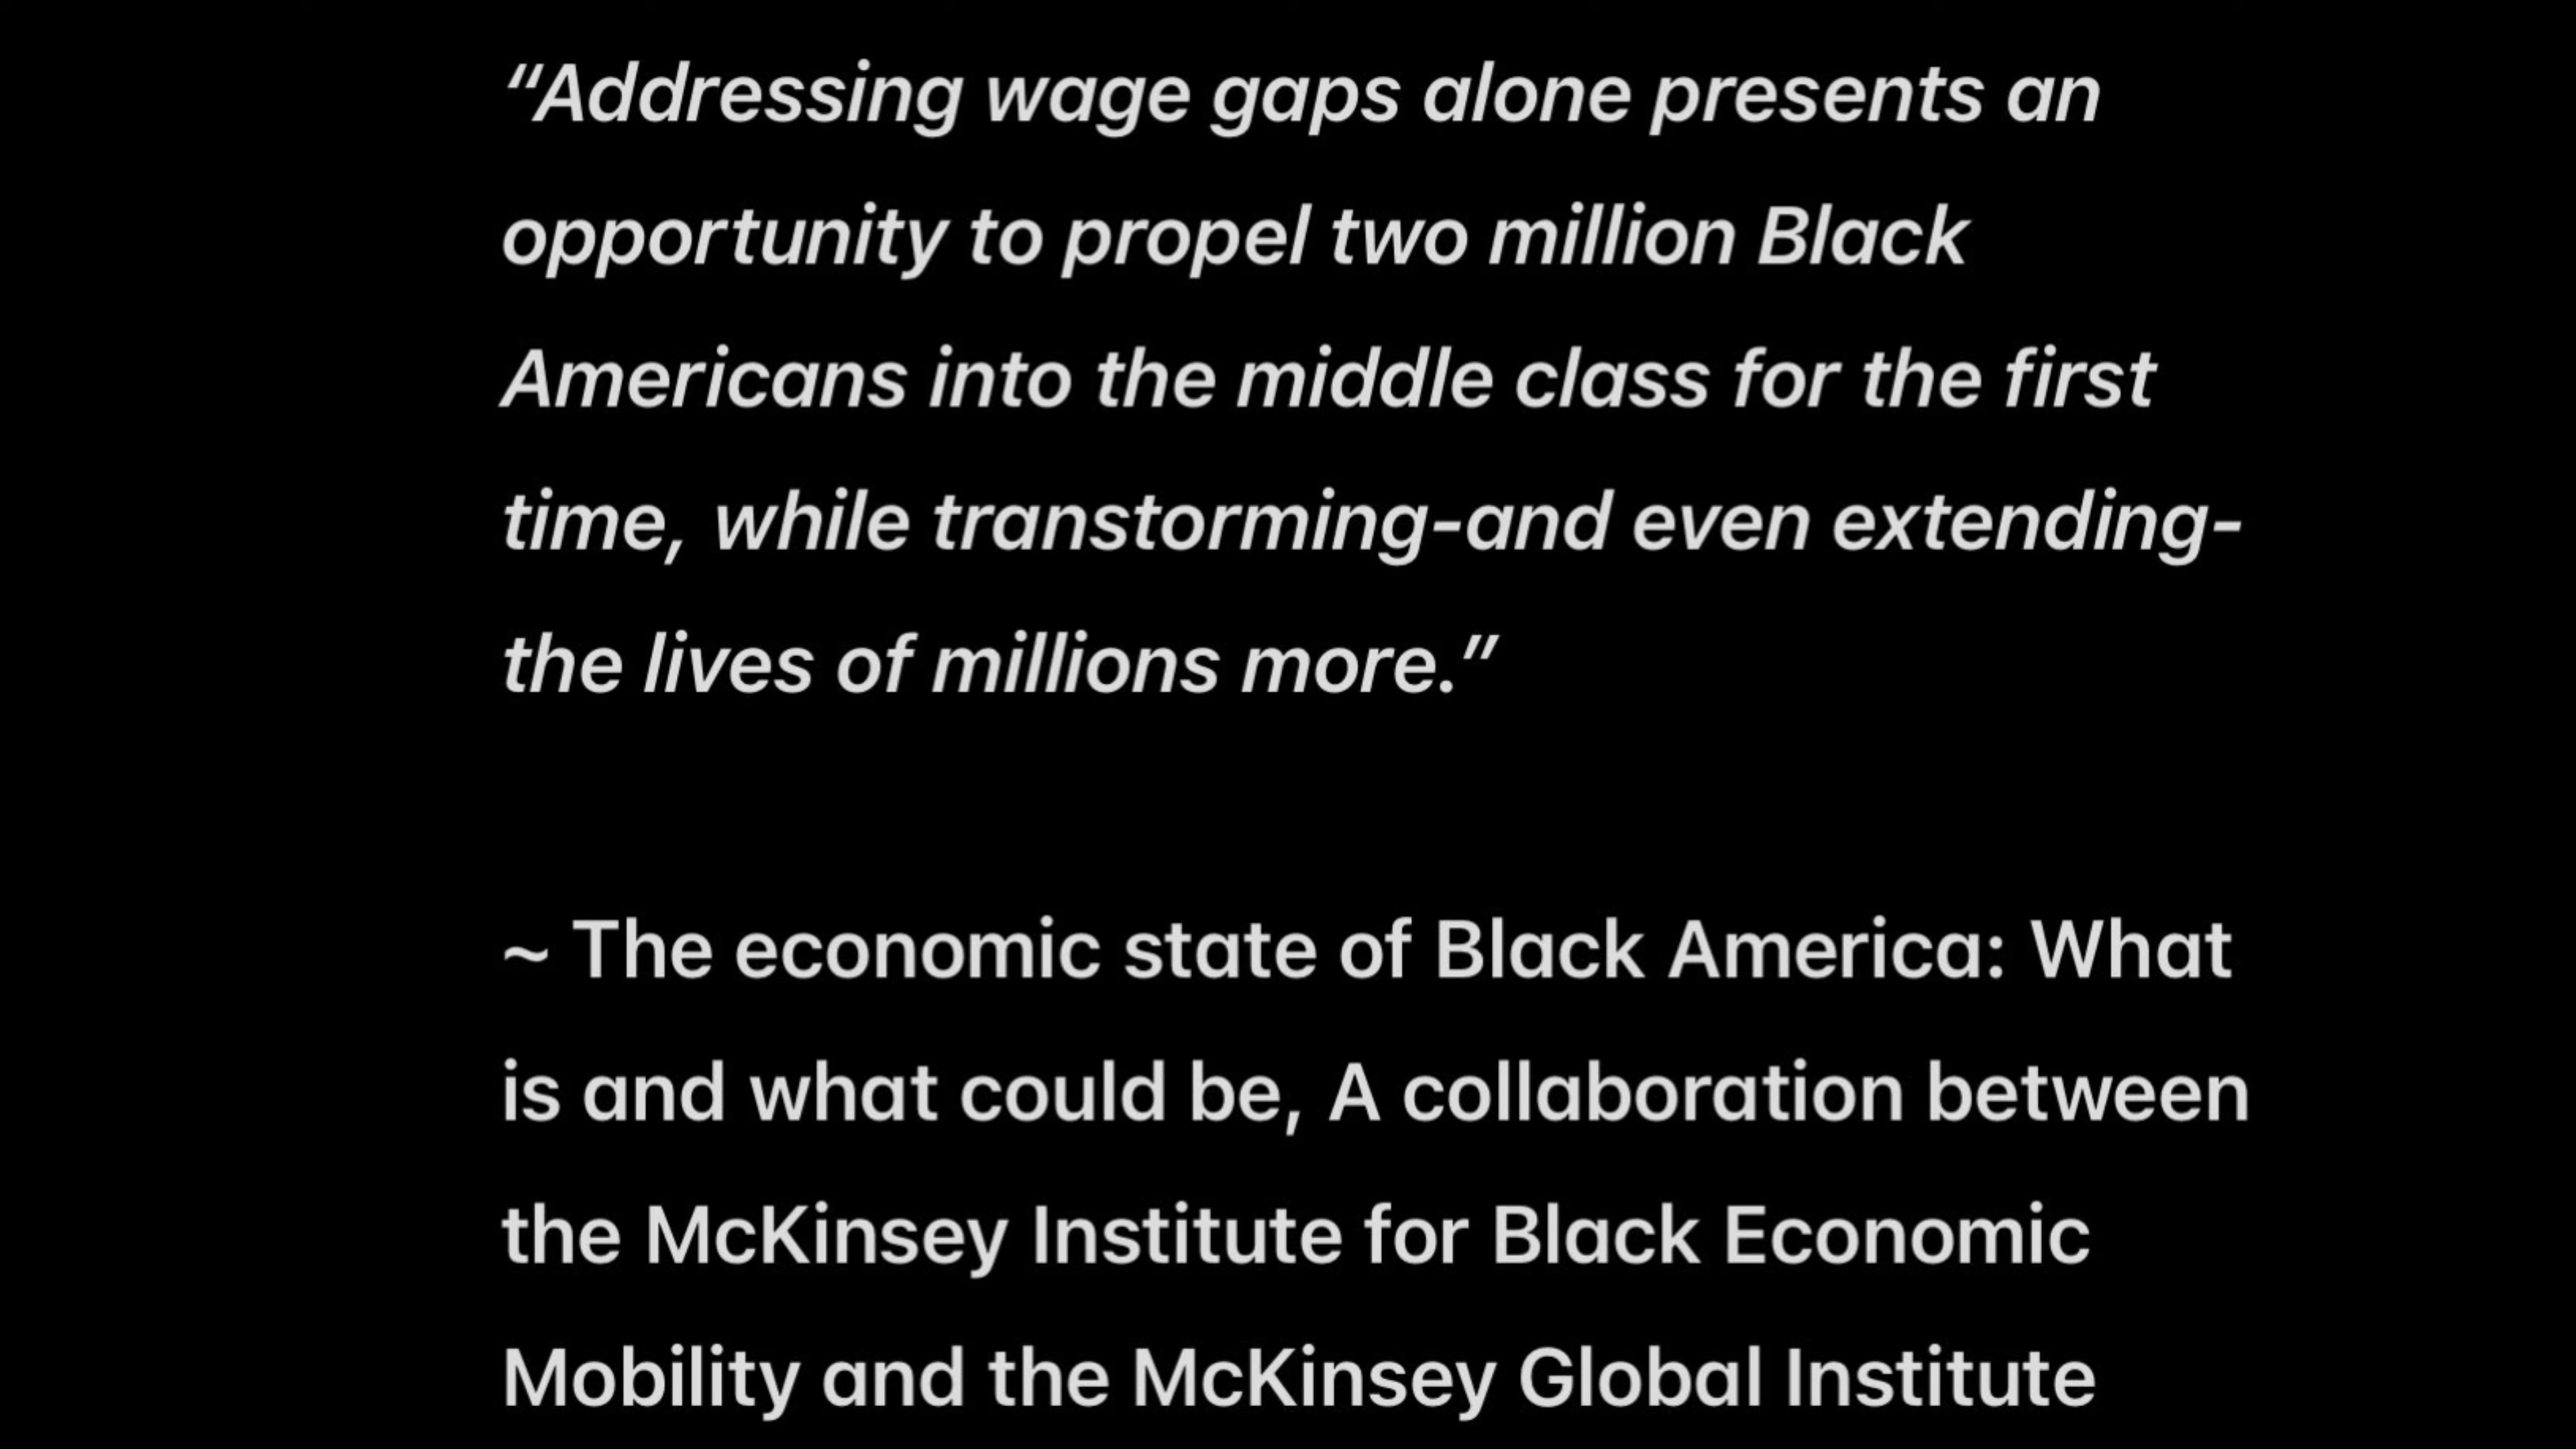 “Addressing wage gaps alone presents an
opportunity to propel two million Black
Americans into the middle class for the first
time, while transtorming-and even extending-
the lives of millions more.”
~ The economic state of Black America: What
is and what could be, A collaboration between
the McKinsey Institute for Black Economic
Mobility and the McKinsey Global Institute